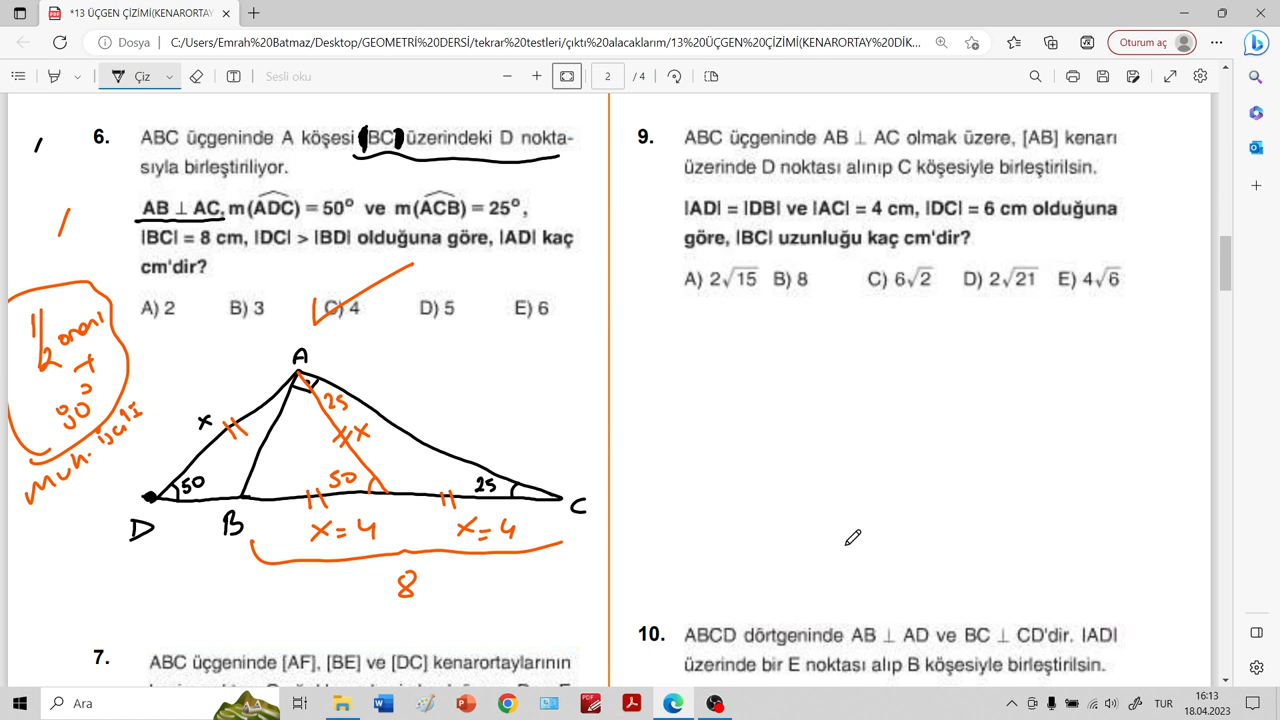 *13 ÜÇGEN ÇİZİMİ(KENARORTAY
Dosya
C:/Users/Emrah%20Batmaz/Desktop/GEOMETRİ%20DERSİ/tekrar%20testleri/çıktı%20alacaklarım/13%20ÜÇGEN%20ÇİZİMİ(KENARORTAY%20DİK...
Oturum aç
Çiz
Sesli oku
2
/ 4
6.
ABC üçgeninde A köşesi [BC] üzerindeki D nokta-
sıyla birleştiriliyor.
AB ⊥ AC, m(ADC) = 50° ve m(ACB) = 25°,
|BC| = 8 cm, |DC| > |BD| olduğuna göre, |AD| kaç
cm'dir?
A) 2 B) 3 C) 4 D) 5 E) 6
A
25
x
x
50
50
25
D
B
C
x = 4
x = 4
8
1/2 oranı
+
iö
muh. üçlü
7.
ABC üçgeninde [AF], [BE] ve [DC] kenarortaylarının
9.
ABC üçgeninde AB ⊥ AC olmak üzere, [AB] kenarı
üzerinde D noktası alınıp C köşesiyle birleştirilsin.
|AD| = |DB| ve |AC| = 4 cm, |DC| = 6 cm olduğuna
göre, |BC| uzunluğu kaç cm'dir?
A) 2√15 B) 8 C) 6√2 D) 2√21 E) 4√6
10.
ABCD dörtgeninde AB ⊥ AD ve BC ⊥ CD'dir. |AD|
üzerinde bir E noktası alıp B köşesiyle birleştirilsin.
Ara
TUR
16:13
18.04.2023